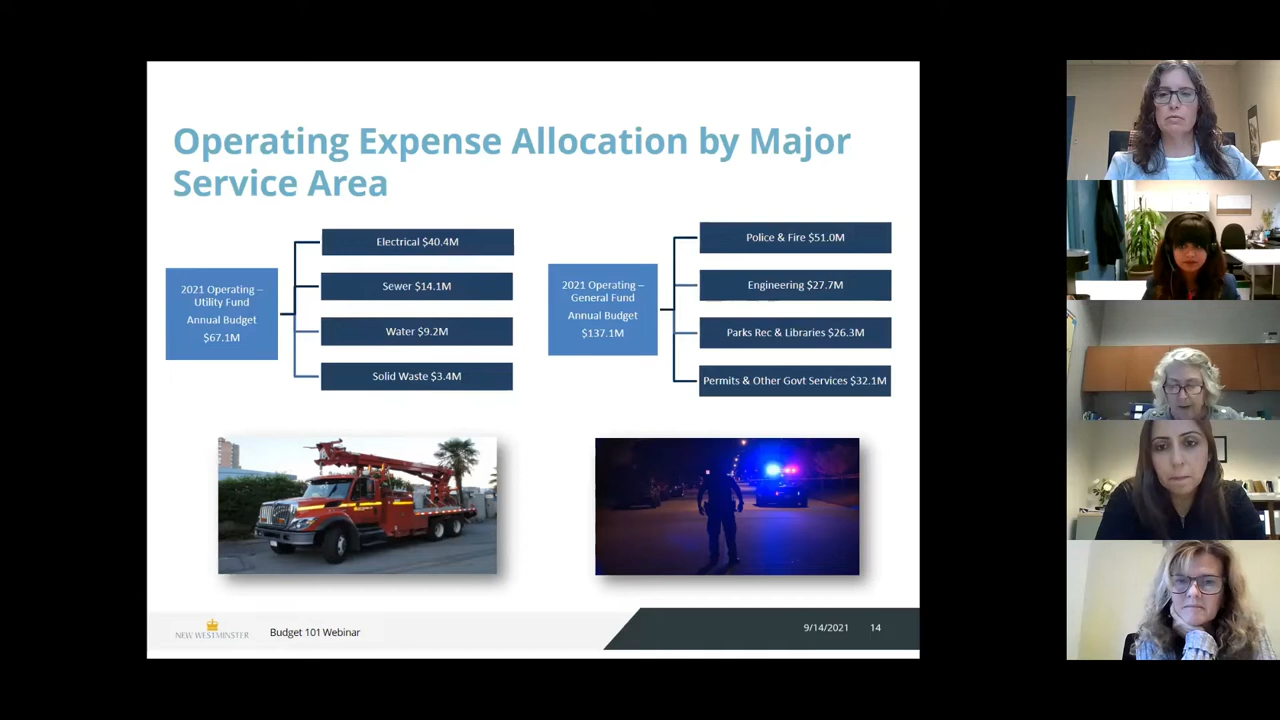 Operating Expense Allocation by Major
Service Area
2021 Operating –
Utility Fund
Annual Budget
$67.1M
Electrical $40.4M
Sewer $14.1M
Water $9.2M
Solid Waste $3.4M
2021 Operating –
General Fund
Annual Budget
$137.1M
Police & Fire $51.0M
Engineering $27.7M
Parks Rec & Libraries $26.3M
Permits & Other Govt Services $32.1M
NEW WESTMINSTER
Budget 101 Webinar
9/14/2021
14